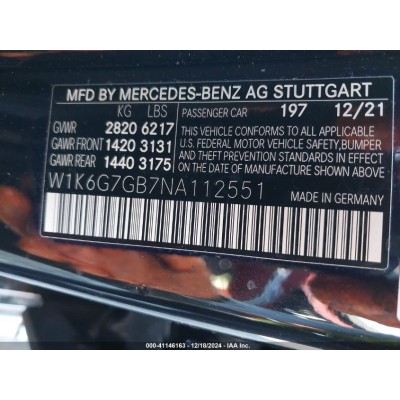 MFD BY MERCEDES-BENZ AG STUTTGART
KG LBS PASSENGER CAR 197 12/21
GVWR 2820 6217 THIS VEHICLE CONFORMS TO ALL APPLICABLE
GAWR FRONT 1420 3131 U.S. FEDERAL MOTOR VEHICLE SAFETY, BUMPER
GAWR REAR 1440 3175 AND THEFT PREVENTION STANDARDS IN EFFECT ON THE DATE OF MANUFACTURE SHOWN ABOVE.
W1K6G7GB7NA112551 MADE IN GERMANY
000-41146163 - 12/18/2024 - IAA Inc.